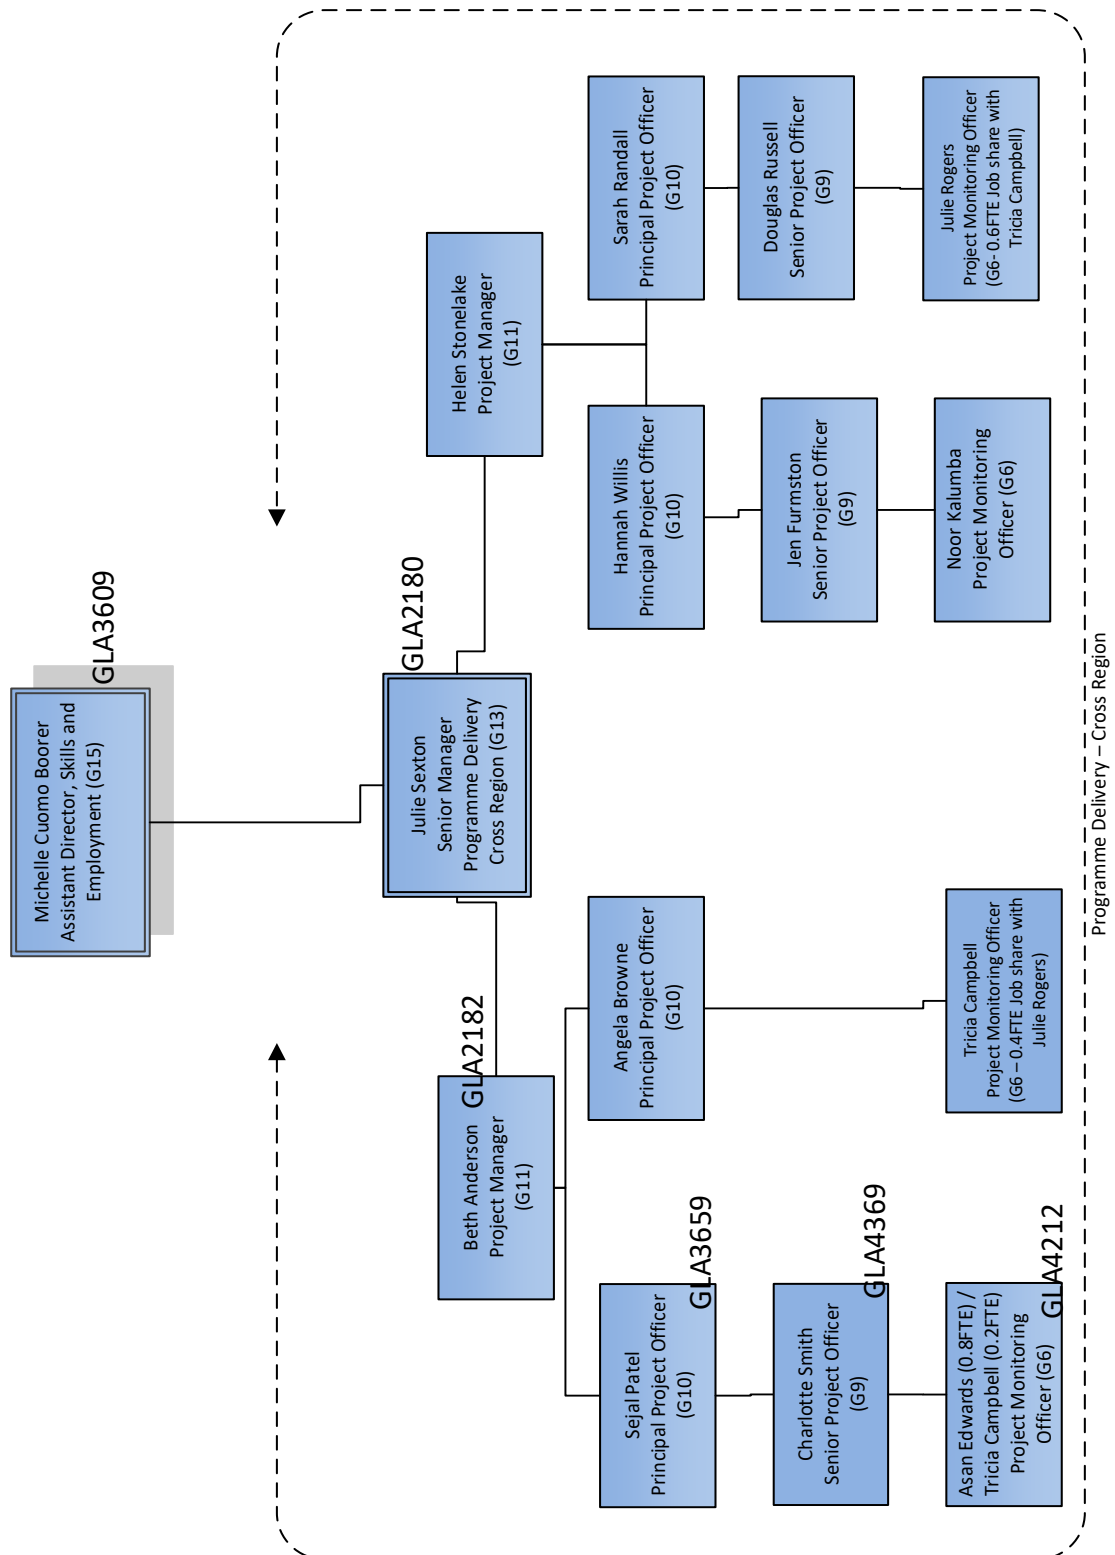 Michelle Cuomo Boorer
Assistant Director, Skills and
Employment (G15)
GLA3609
Julie Sexton
Senior Manager
Programme Delivery
Cross Region (G13)
GLA2180
Beth Anderson
Project Manager
(G11)
GLA2182
Helen Stonelake
Project Manager
(G11)
Sejal Patel
Principal Project Officer
(G10)
GLA3659
Angela Browne
Principal Project Officer
(G10)
Hannah Willis
Principal Project Officer
(G10)
Sarah Randall
Principal Project Officer
(G10)
Charlotte Smith
Senior Project Officer
(G9)
GLA4369
Jen Furmston
Senior Project Officer
(G9)
Douglas Russell
Senior Project Officer
(G9)
Asan Edwards (0.8FTE) /
Tricia Campbell (0.2FTE)
Project Monitoring
Officer (G6)
GLA4212
Tricia Campbell
Project Monitoring Officer
(G6 – 0.4FTE Job share with
Julie Rogers)
Noor Kalumba
Project Monitoring
Officer (G6)
Julie Rogers
Project Monitoring Officer
(G6- 0.6FTE Job share with
Tricia Campbell)
Programme Delivery – Cross Region